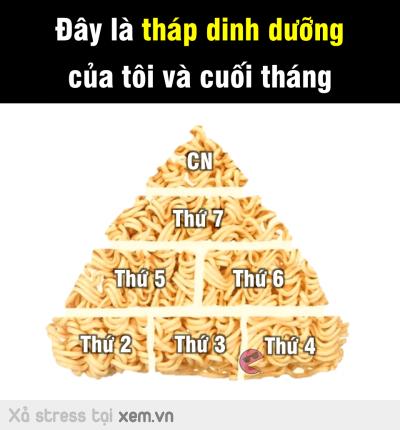 Đây là tháp dinh dưỡng
của tôi và cuối tháng
CN
Thứ 7
Thứ 5 Thứ 6
Thứ 2 Thứ 3 Thứ 4
Xả stress tại xem.vn